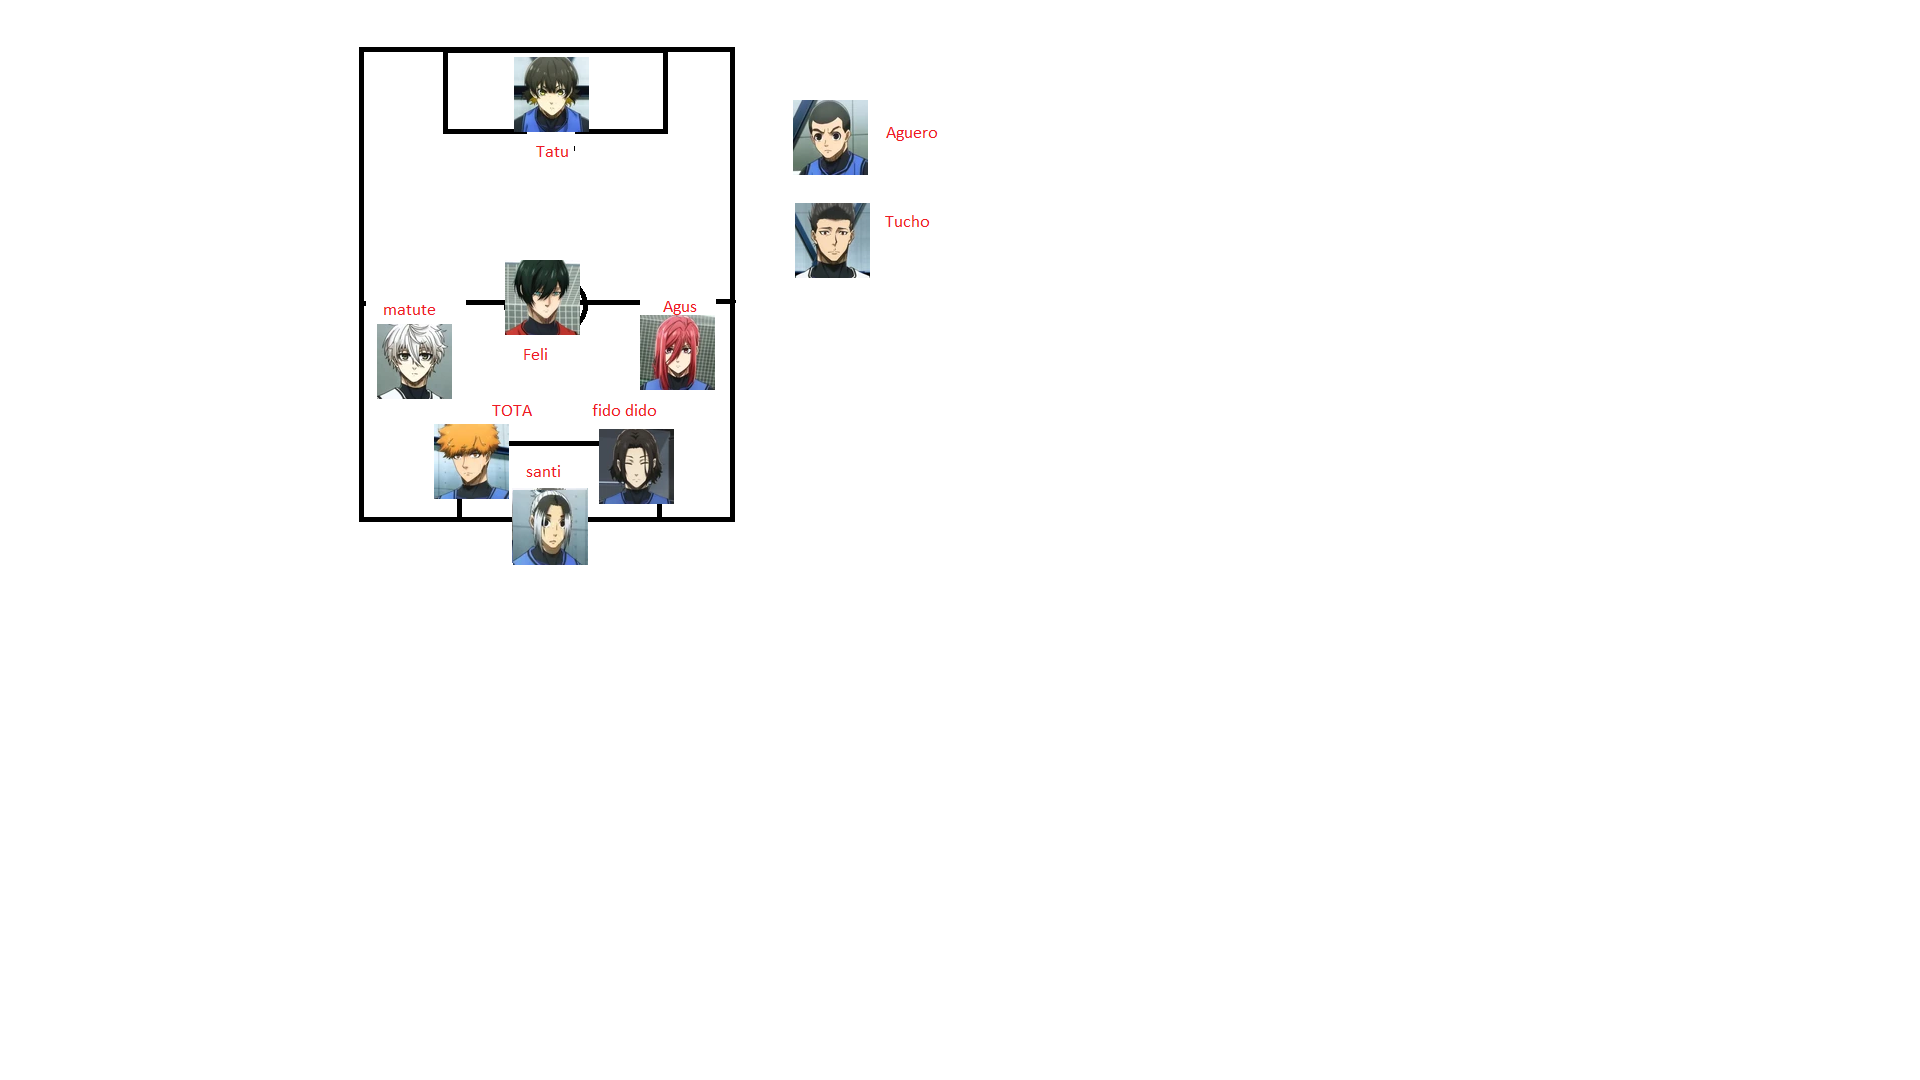 Tatu
Aguero
Tucho
matute
Agus
Feli
TOTA
fido dido
santi